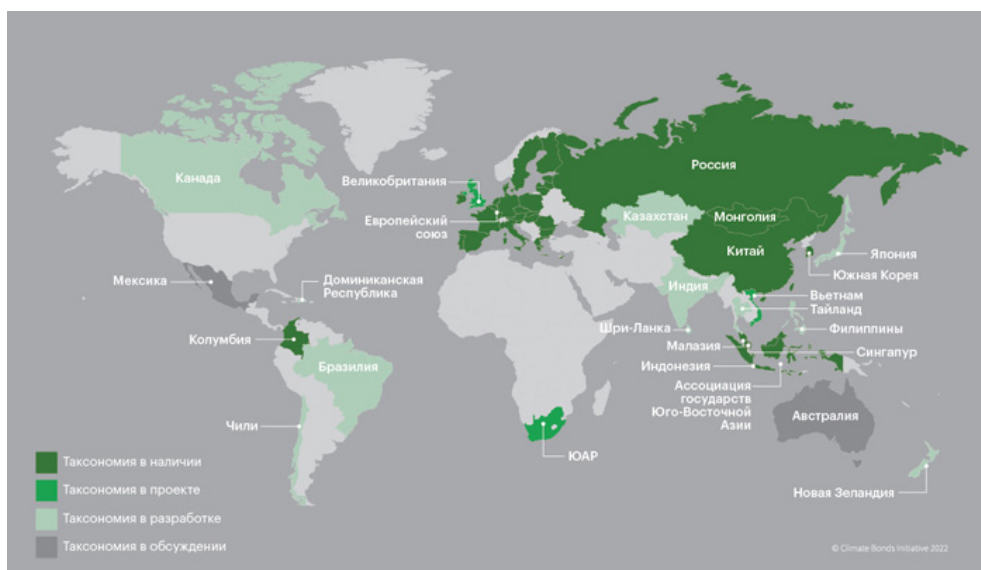 Канада
Великобритания
Россия
Европейский
союз
Казахстан
Монголия
Китай
Япония
Южная Корея
Мексика
Доминиканская
Республика
Индия
Вьетнам
Тайланд
Шри-Ланка
Филиппины
Колумбия
Малазия
Сингапур
Бразилия
Индонезия
Ассоциация
государств
Юго-Восточной
Азии
Австралия
Чили
ЮАР
Новая Зеландия
Таксономия в наличии
Таксономия в проекте
Таксономия в разработке
Таксономия в обсуждении
© Climate Bonds Initiative 2022